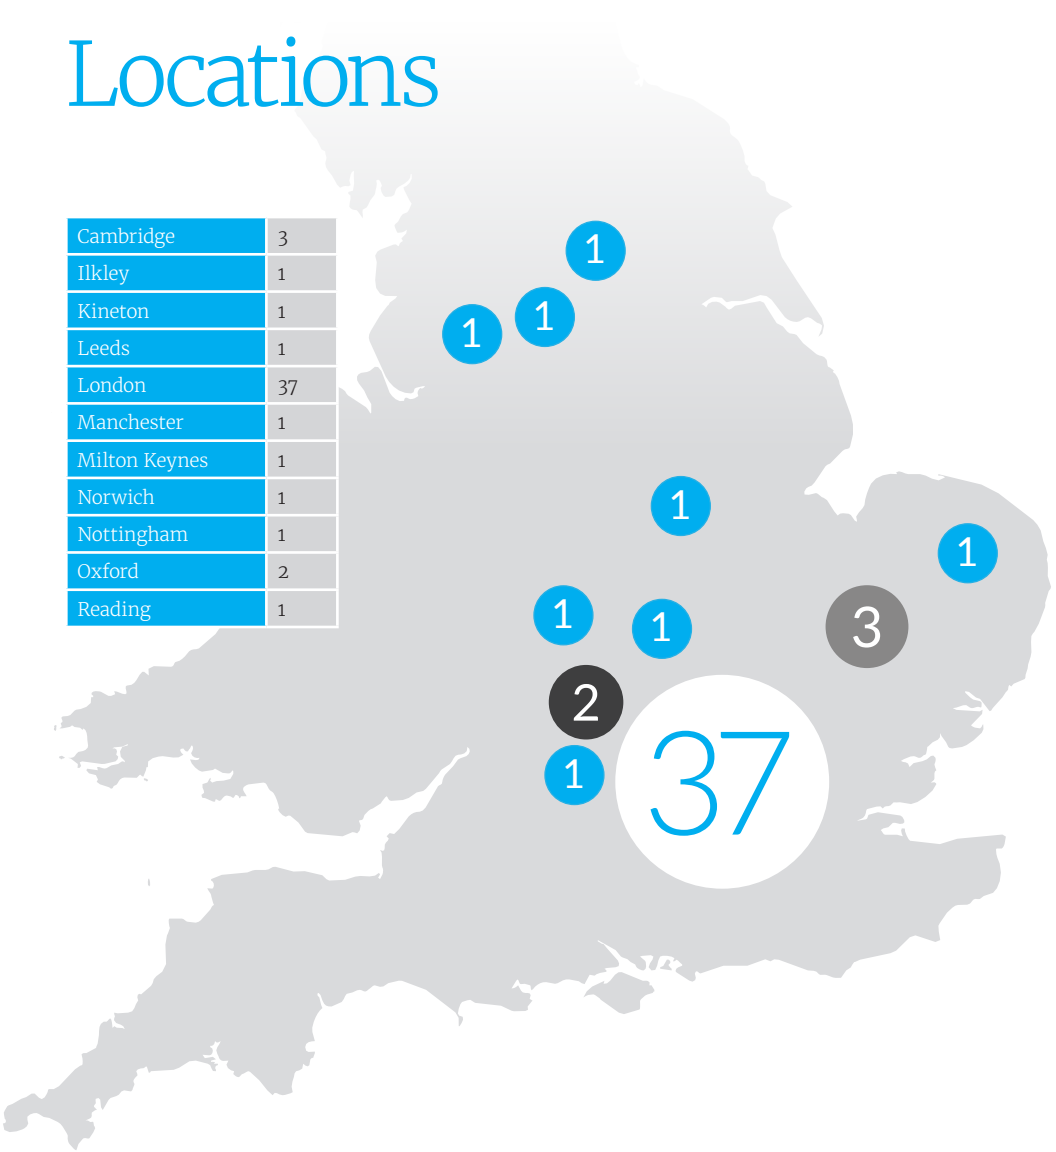 Locations
Cambridge 3
Ilkley 1
Kineton 1
Leeds 1
London 37
Manchester 1
Milton Keynes 1
Norwich 1
Nottingham 1
Oxford 2
Reading 1
1
1
1
1
1
1
1
3
2
1
37